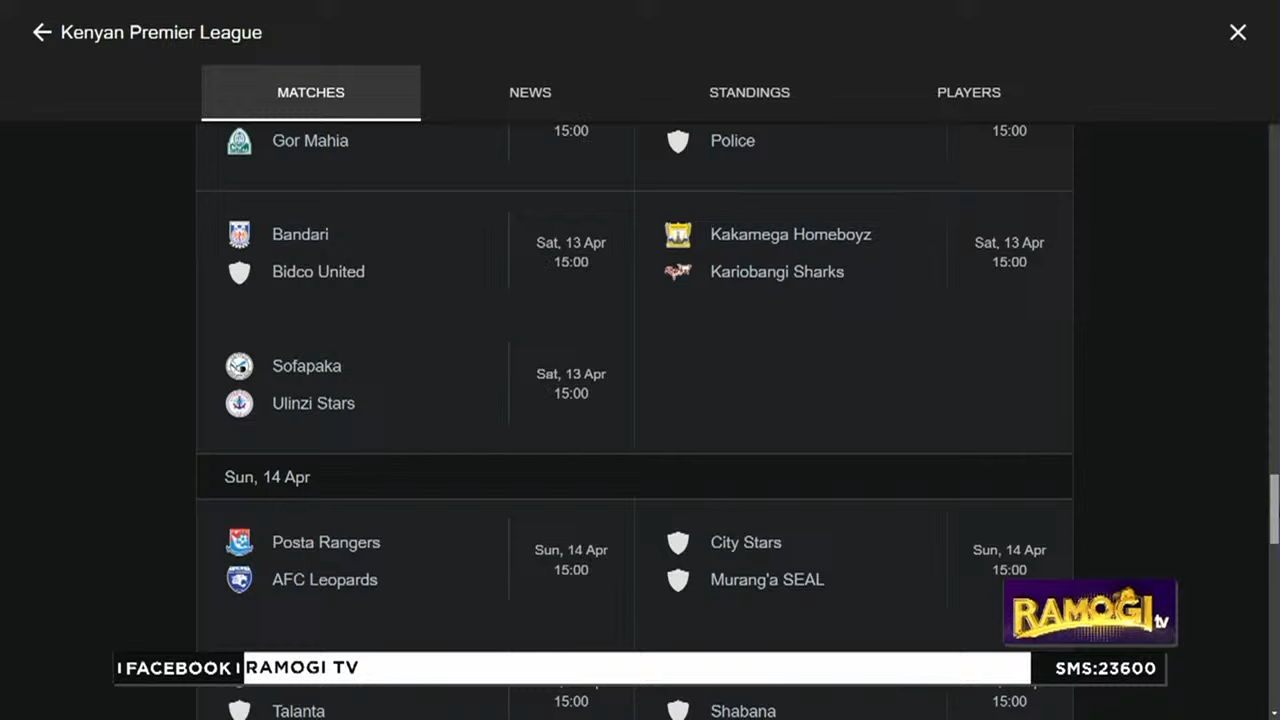 Kenyan Premier League
MATCHES
NEWS
STANDINGS
PLAYERS
Gor Mahia
15:00
Police
15:00
Bandari
Bidco United
Sat, 13 Apr
15:00
Kakamega Homeboyz
Kariobangi Sharks
Sat, 13 Apr
15:00
Sofapaka
Ulinzi Stars
Sat, 13 Apr
15:00
Sun, 14 Apr
Posta Rangers
AFC Leopards
Sun, 14 Apr
15:00
City Stars
Murang'a SEAL
Sun, 14 Apr
15:00
RAMOGI tv
FACEBOOK
RAMOGI TV
SMS:23600
Talanta
15:00
Shabana
15:00